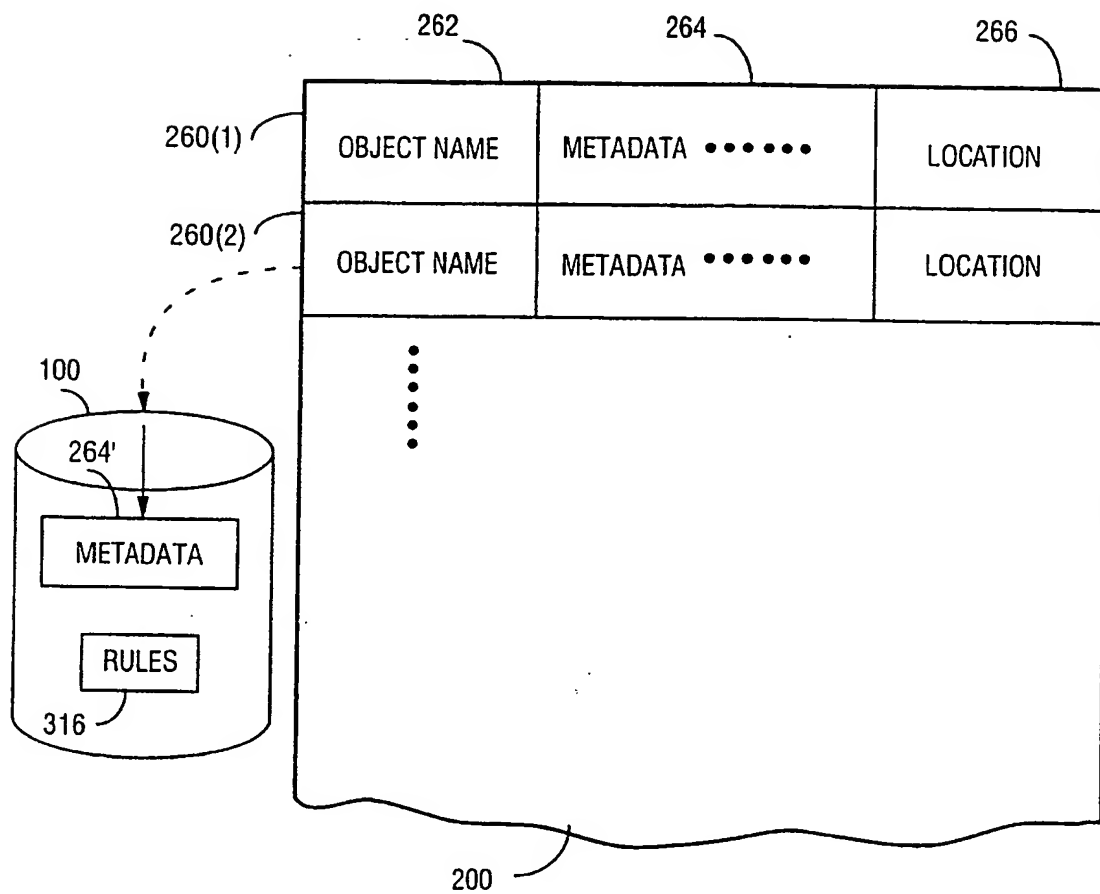 262 264 266
260(1) OBJECT NAME METADATA •••••• LOCATION
260(2) OBJECT NAME METADATA •••••• LOCATION
100
264'
METADATA
RULES
316
200